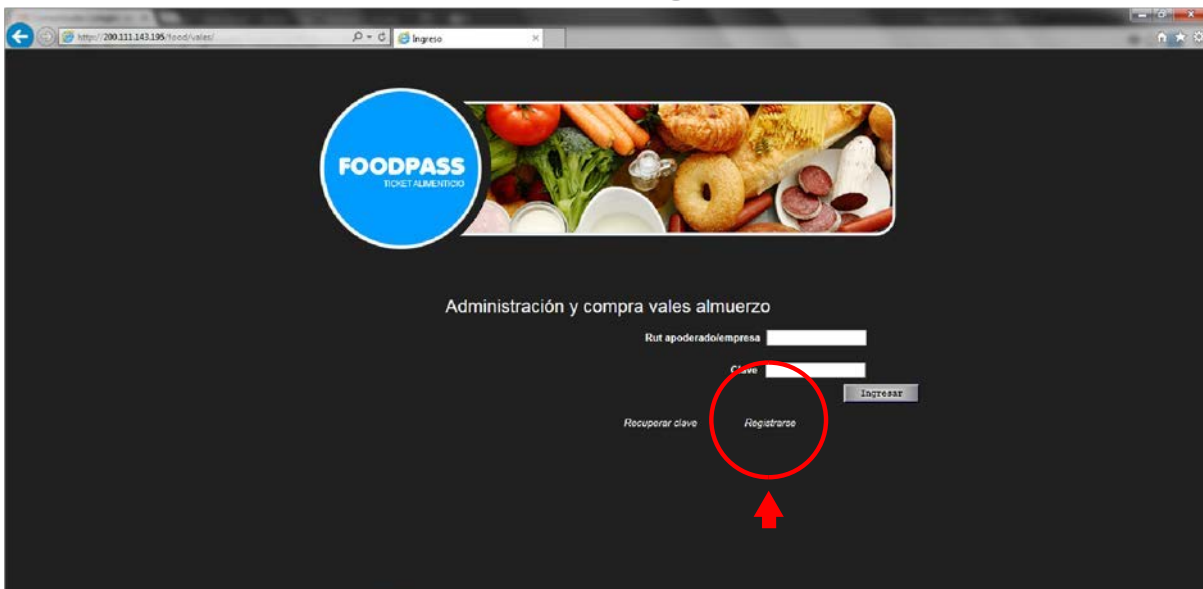 http://200.111.143.195/food/vales/
Ingreso
FOODPASS
TICKET ALIMENTICIO
Administración y compra vales almuerzo
Rut apoderado/empresa
Clave
Ingresar
Recuperar clave Registrarse